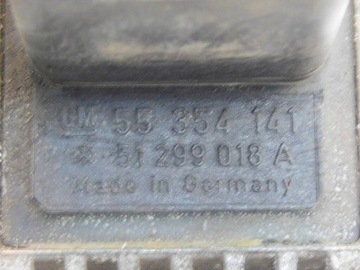 GM 55 354 141
51 299 018 A
Made in Germany